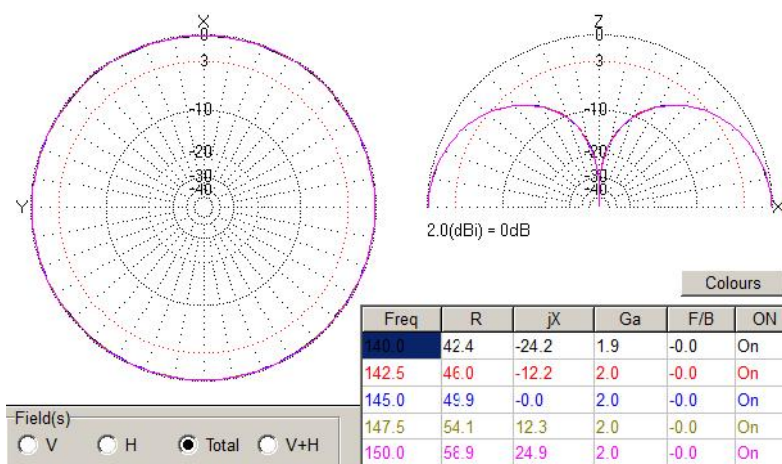 X
0
3
-10
-20
-30
-40
Y
Z
0
3
-10
-20
-30
-40
X
2.0(dBi) = 0dB
Colours
Freq R jX Ga F/B ON
140.0 42.4 -24.2 1.9 -0.0 On
142.5 46.0 -12.2 2.0 -0.0 On
145.0 49.9 -0.0 2.0 -0.0 On
147.5 54.1 12.3 2.0 -0.0 On
150.0 58.9 24.9 2.0 -0.0 On
Field(s)
V H Total V+H